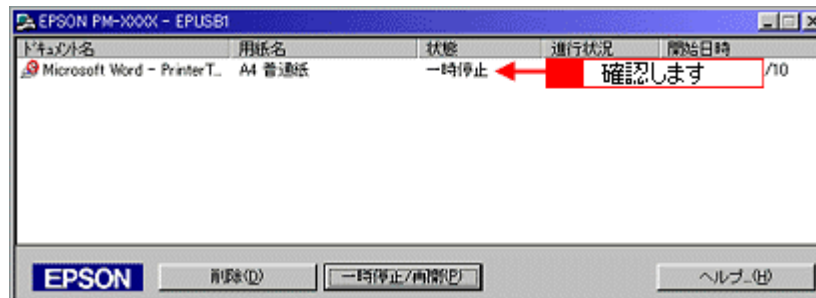 EPSON PM-XXXX - EPUSB1
ドキュメント名 用紙名 状態 進行状況 開始日時
Microsoft Word - PrinterT... A4 普通紙 一時停止 確認します /10
EPSON 削除(D) 一時停止/再開(P) ヘルプ...(H)